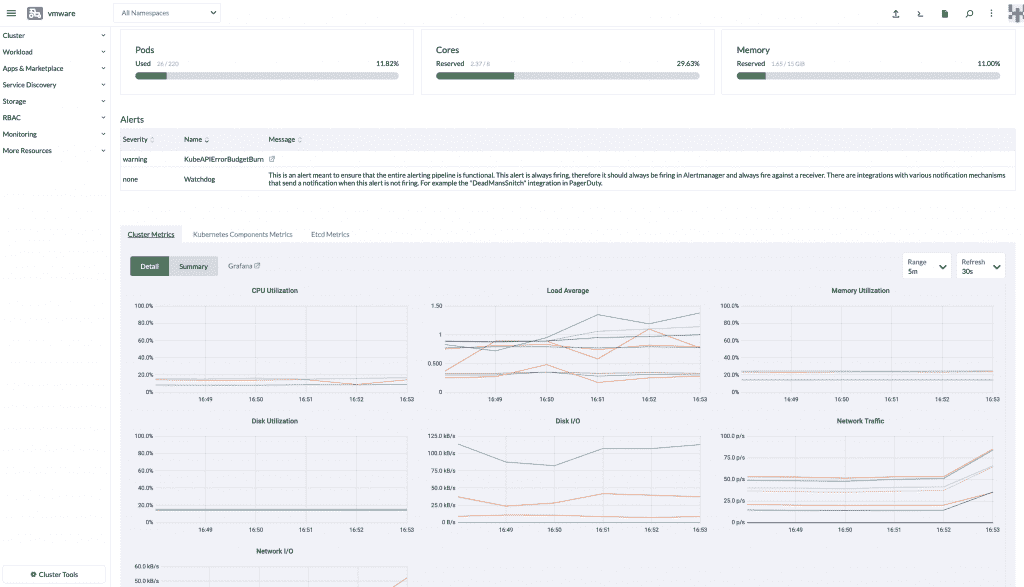 vmware
All Namespaces
Cluster
Workload
Apps & Marketplace
Service Discovery
Storage
RBAC
Monitoring
More Resources
Cluster Tools
Pods
Used 26 / 220 11.82%
Cores
Reserved 2.37 / 8 29.63%
Memory
Reserved 1.65 / 15 GiB 11.00%
Alerts
Severity Name Message
warning KubeAPIErrorBudgetBurn
none Watchdog
This is an alert meant to ensure that the entire alerting pipeline is functional. This alert is always firing, therefore it should always be firing in Alertmanager and always fire against a receiver. There are integrations with various notification mechanisms
that send a notification when this alert is not firing. For example the "DeadMansSnitch" integration in PagerDuty.
Cluster Metrics Kubernetes Components Metrics Etcd Metrics
Detail Summary Grafana
Range
5m
Refresh
30s
CPU Utilization
100.0%
80.0%
60.0%
40.0%
20.0%
0%
16:49 16:50 16:51 16:52 16:53
Load Average
1.50
1
0.500
0
16:49 16:50 16:51 16:52 16:53
Memory Utilization
100.0%
80.0%
60.0%
40.0%
20.0%
0%
16:49 16:50 16:51 16:52 16:53
Disk Utilization
100.0%
80.0%
60.0%
40.0%
20.0%
0%
16:49 16:50 16:51 16:52 16:53
Disk I/O
125.0 kB/s
100.0 kB/s
75.0 kB/s
50.0 kB/s
25.0 kB/s
0 B/s
16:49 16:50 16:51 16:52 16:53
Network Traffic
100.0 p/s
75.0 p/s
50.0 p/s
25.0 p/s
0 p/s
16:49 16:50 16:51 16:52 16:53
Network I/O
60.0 kB/s
50.0 kB/s